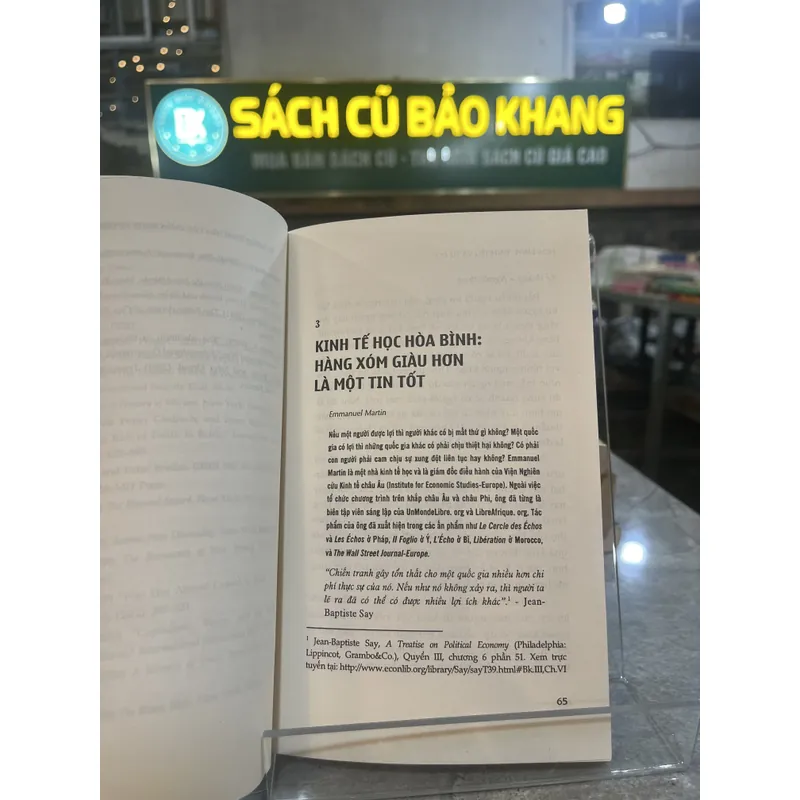 BK
SÁCH CŨ BẢO KHANG
MUA BÁN SÁCH CŨ - SÁCH CŨ GIÁ CAO
3
KINH TẾ HỌC HÒA BÌNH:
HÀNG XÓM GIÀU HƠN
LÀ MỘT TIN TỐT
Emmanuel Martin
Nếu một người được lợi thì người khác có bị mất thứ gì không? Một quốc
gia có lợi thì những quốc gia khác có phải chịu thiệt hại không? Có phải
con người phải cam chịu sự xung đột liên tục hay không? Emmanuel
Martin là một nhà kinh tế học và là giám đốc điều hành của Viện Nghiên
cứu Kinh tế châu Âu (Institute for Economic Studies-Europe). Ngoài việc
tổ chức chương trình trên khắp châu Âu và châu Phi, ông đã từng là
biên tập viên sáng lập của UnMondeLibre. org và LibreAfrique. org. Tác
phẩm của ông đã xuất hiện trong các ấn phẩm như Le Cercle des Échos
và Les Échos ở Pháp, Il Foglio ở Ý, L'Écho ở Bỉ, Libération ở Morocco,
và The Wall Street Journal-Europe.
"Chiến tranh gây tổn thất cho một quốc gia nhiều hơn chi
phí thực sự của nó. Nếu như nó không xảy ra, thì người ta
lẽ ra đã có thể có được nhiều lợi ích khác".¹ - Jean-
Baptiste Say
¹ Jean-Baptiste Say, A Treatise on Political Economy (Philadelphia:
Lippincot, Grambo&Co.), Quyển III, chương 6 phần 51. Xem trực
tuyến tại: http://www.econlib.org/library/Say/sayT39.html#Bk.III,Ch.VI
65